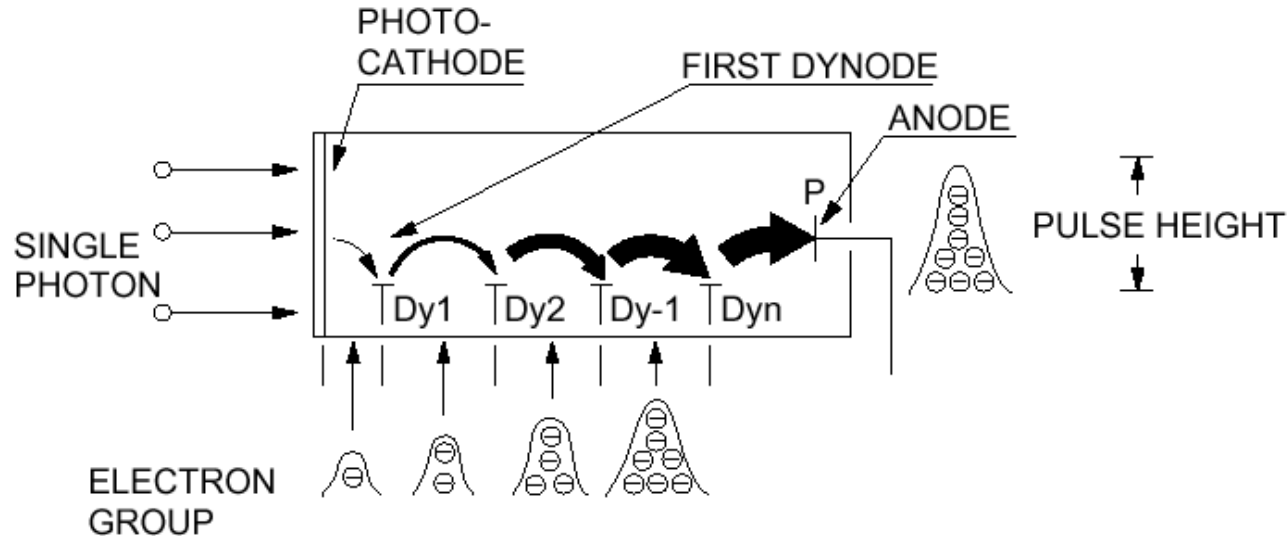 PHOTO-
CATHODE
FIRST DYNODE
ANODE
P
PULSE HEIGHT
SINGLE
PHOTON
Dy1
Dy2
Dy-1
Dyn
ELECTRON
GROUP